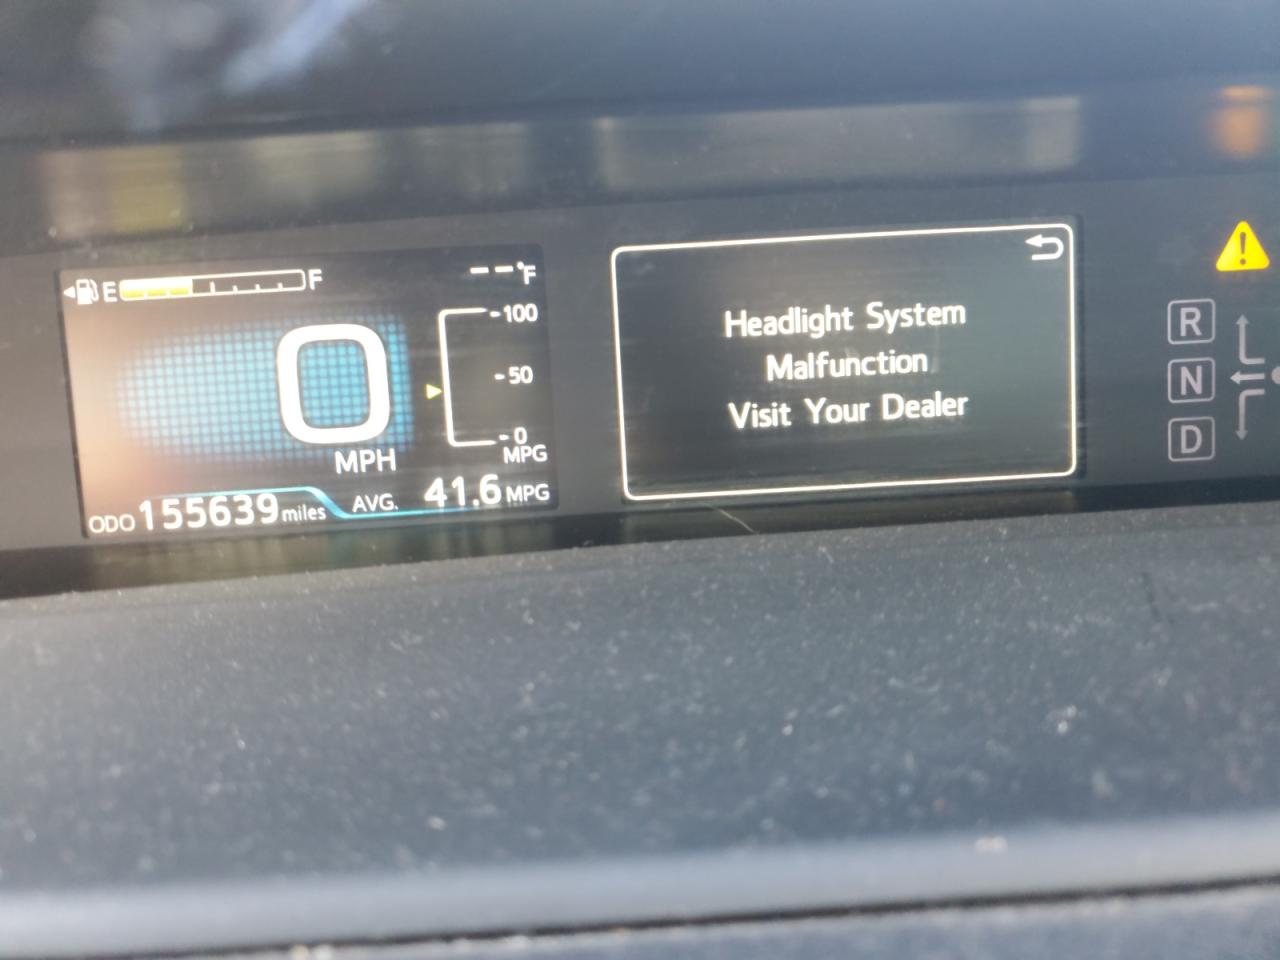 E F
--°F
-100
-50
-0
MPG
0
MPH
ODO 155639 miles
AVG. 41.6 MPG
Headlight System
Malfunction
Visit Your Dealer
R
N
D